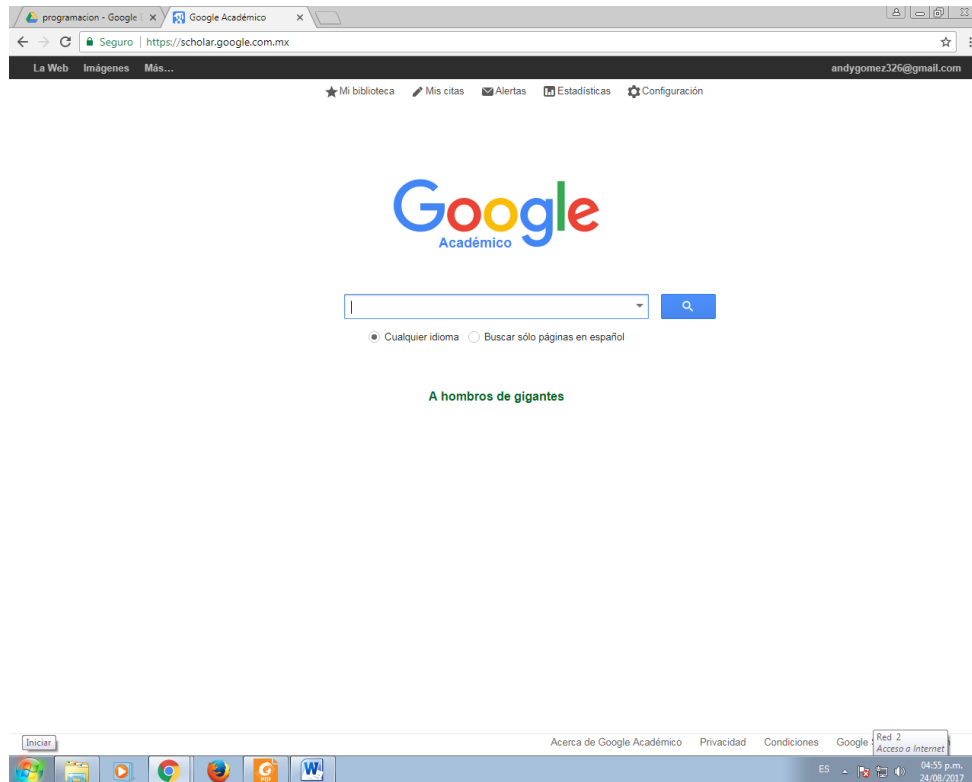 programacion - Google D
Google Académico
Seguro
https://scholar.google.com.mx
La Web Imágenes Más...
andygomez326@gmail.com
Mi biblioteca Mis citas Alertas Estadísticas Configuración
Google
Académico
Cualquier idioma Buscar sólo páginas en español
A hombros de gigantes
Iniciar
Acerca de Google Académico Privacidad Condiciones Google
Red 2
Acceso a Internet
PDF
W
ES
04:55 p.m.
24/08/2017